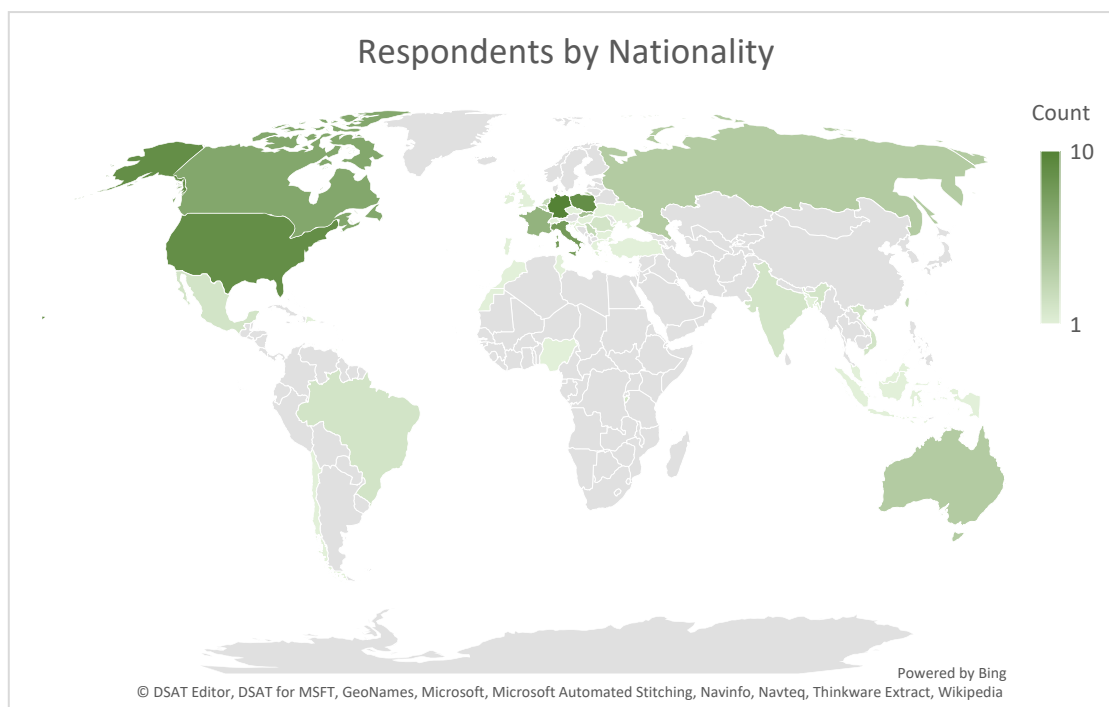 Respondents by Nationality
Count
10
1
Powered by Bing
© DSAT Editor, DSAT for MSFT, GeoNames, Microsoft, Microsoft Automated Stitching, Navinfo, Navteq, Thinkware Extract, Wikipedia